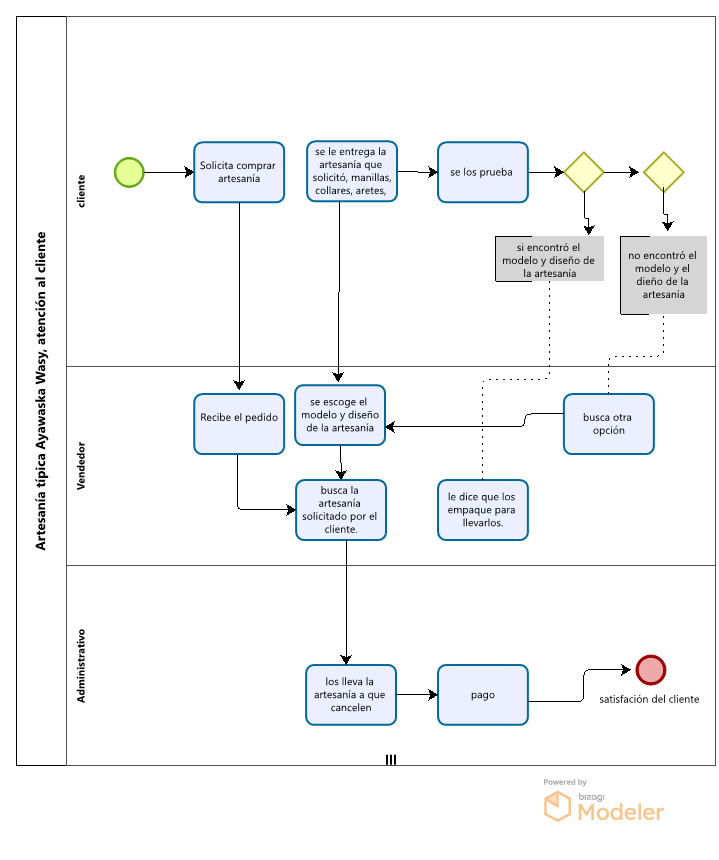 Artesanía típica Ayawaska Wasy, atención al cliente
cliente
Solicita comprar
artesanía
se le entrega la
artesanía que
solicitó, manillas,
collares, aretes,
se los prueba
si encontró el
modelo y diseño de
la artesanía
no encontró el
modelo y el
dieño de la
artesanía
Vendedor
Recibe el pedido
se escoge el
modelo y diseño
de la artesanía
busca otra
opción
busca la
artesanía
solicitado por el
cliente.
le dice que los
empaque para
llevarlos.
Administrativo
los lleva la
artesanía a que
cancelen
pago
satisfación del cliente
Powered by
bizagi
Modeler